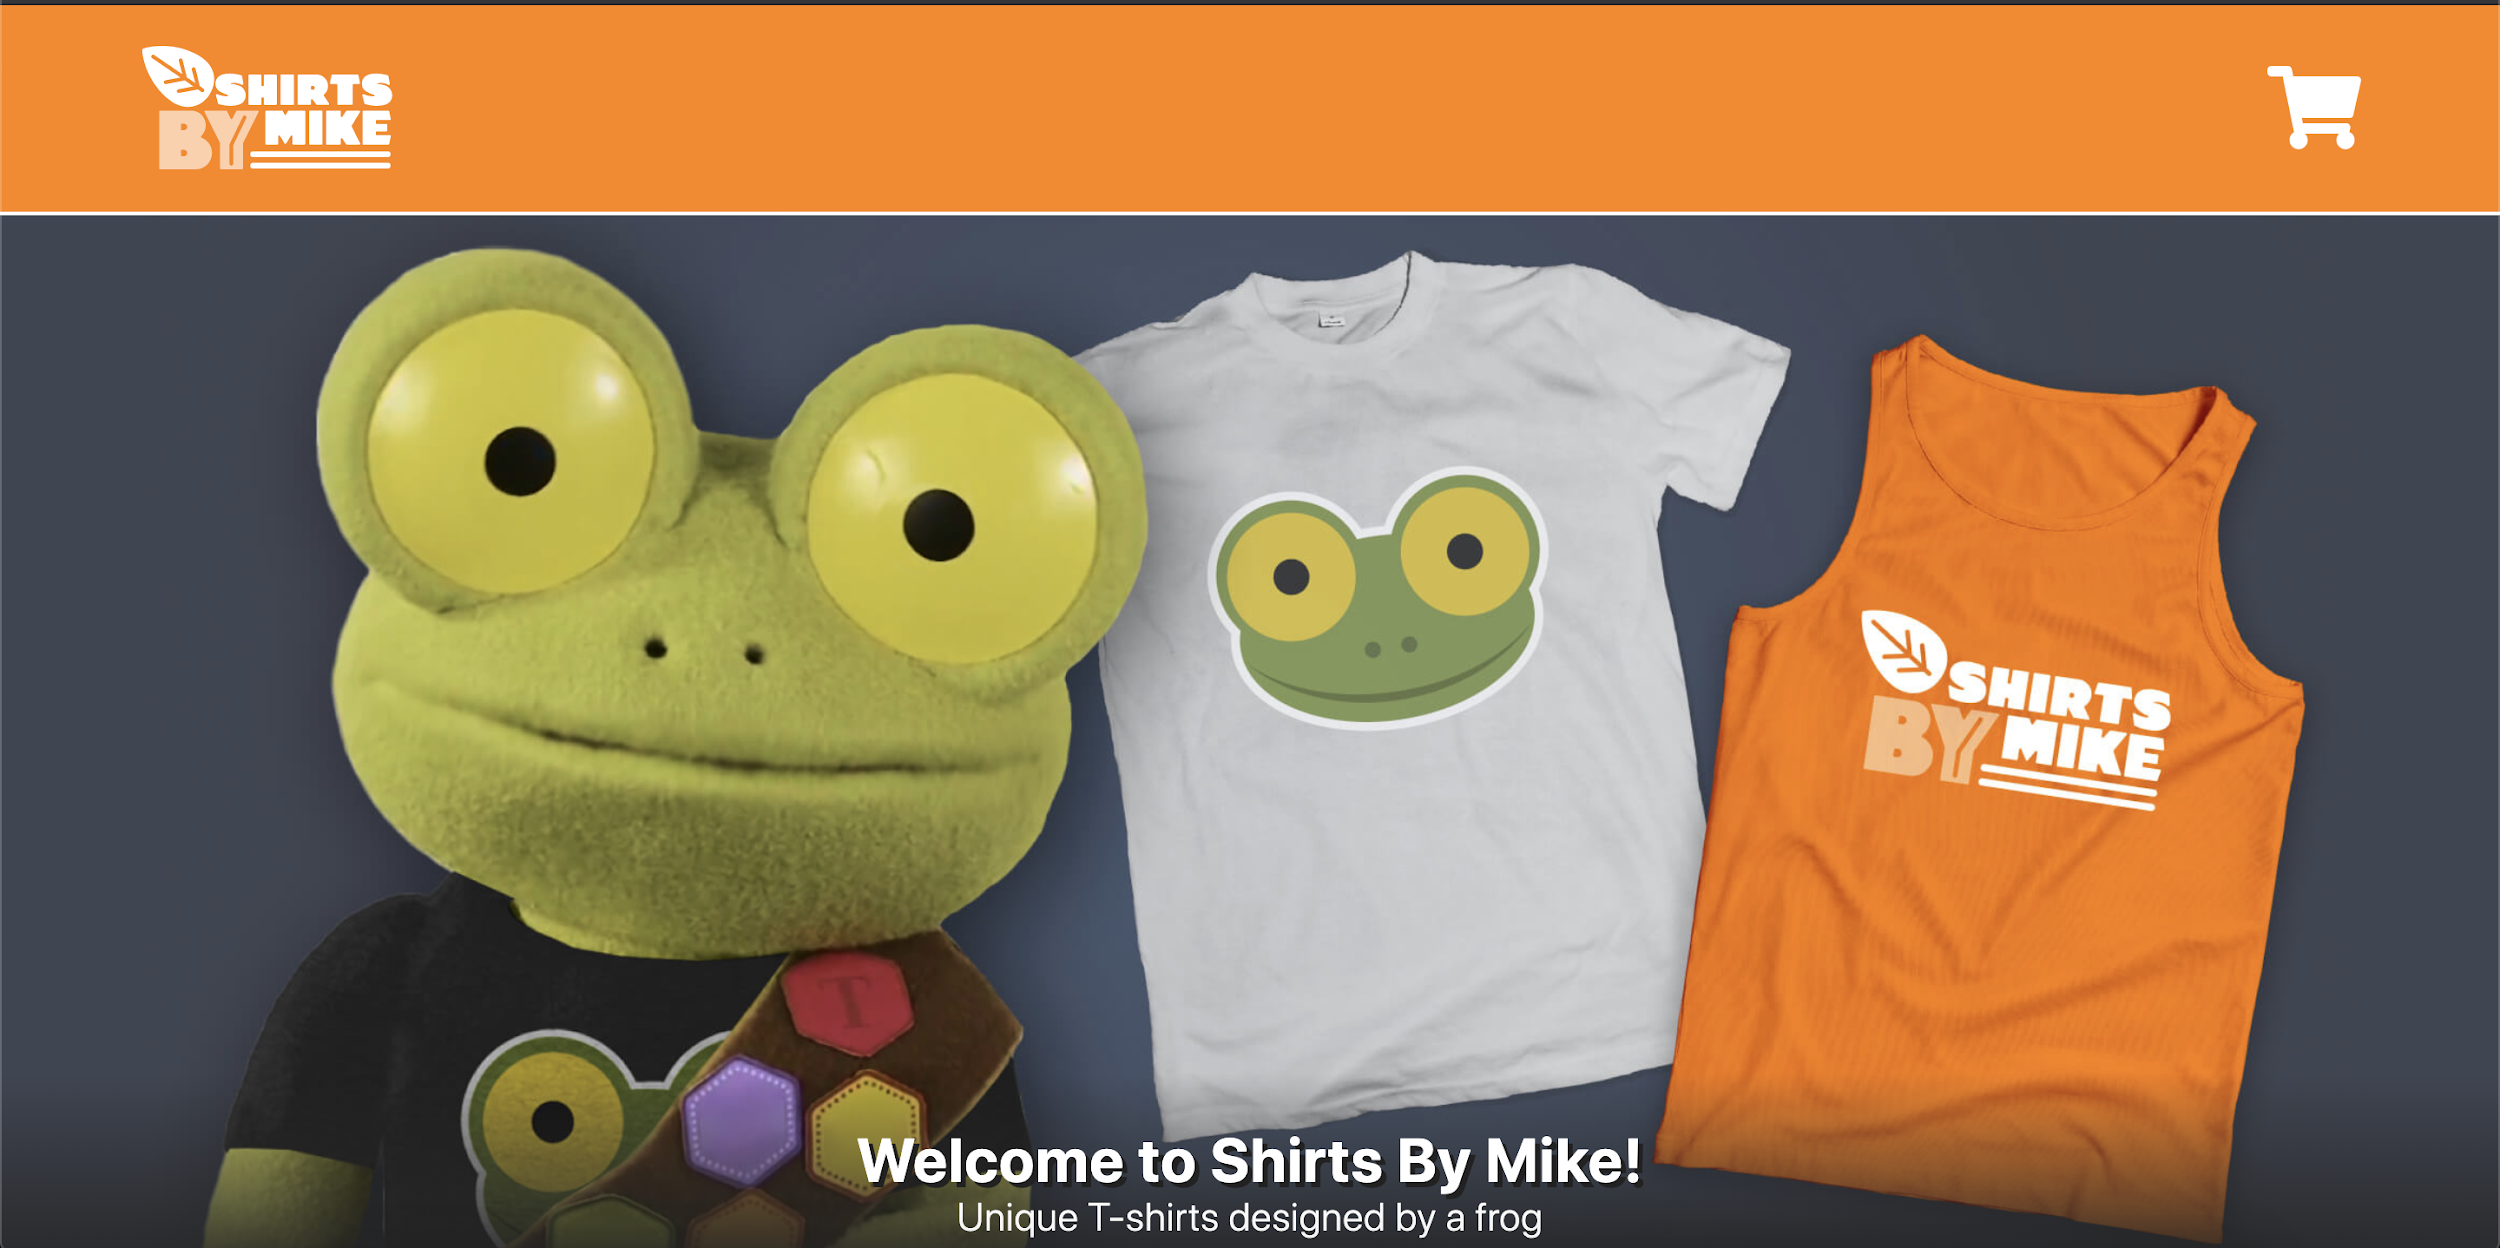 SHIRTS
BY MIKE
SHIRTS
BY MIKE
T
Welcome to Shirts By Mike!
Unique T-shirts designed by a frog